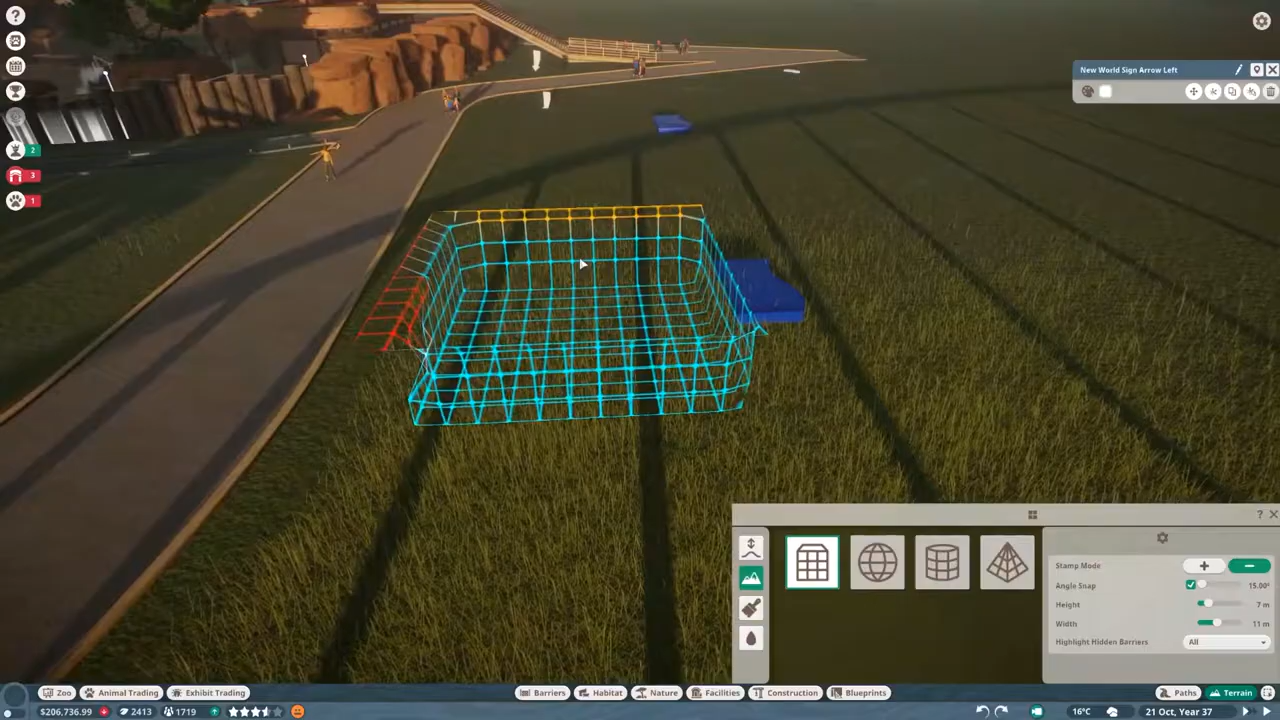 New World Sign Arrow Left
2
3
1
?
Stamp Mode
Angle Snap 15.00°
Height 7 m
Width 11 m
Highlight Hidden Barriers All
Zoo Animal Trading Exhibit Trading Barriers Habitat Nature Facilities Construction Blueprints Paths Terrain
$206,736.99 2413 1719 16°C 21 Oct, Year 37